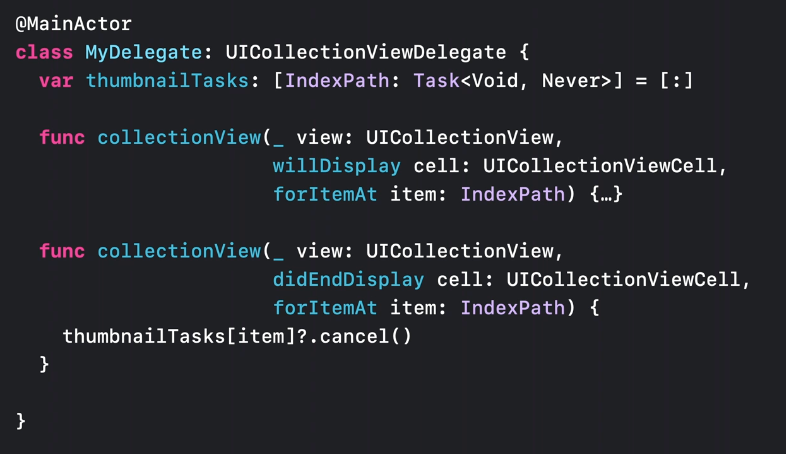 @MainActor
class MyDelegate: UICollectionViewDelegate {
  var thumbnailTasks: [IndexPath: Task<Void, Never>] = [:]

  func collectionView(_ view: UICollectionView,
                      willDisplay cell: UICollectionViewCell,
                      forItemAt item: IndexPath) {…}

  func collectionView(_ view: UICollectionView,
                      didEndDisplay cell: UICollectionViewCell,
                      forItemAt item: IndexPath) {
    thumbnailTasks[item]?.cancel()
  }

}